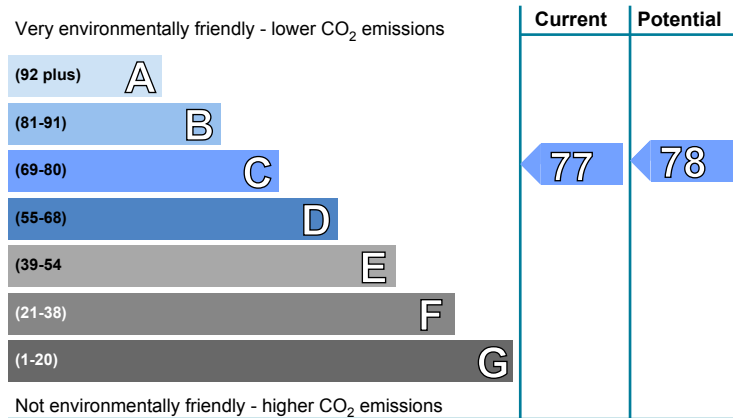 Very environmentally friendly - lower CO₂ emissions
Current
Potential
(92 plus) A
(81-91) B
(69-80) C
77
78
(55-68) D
(39-54 E
(21-38) F
(1-20) G
Not environmentally friendly - higher CO₂ emissions